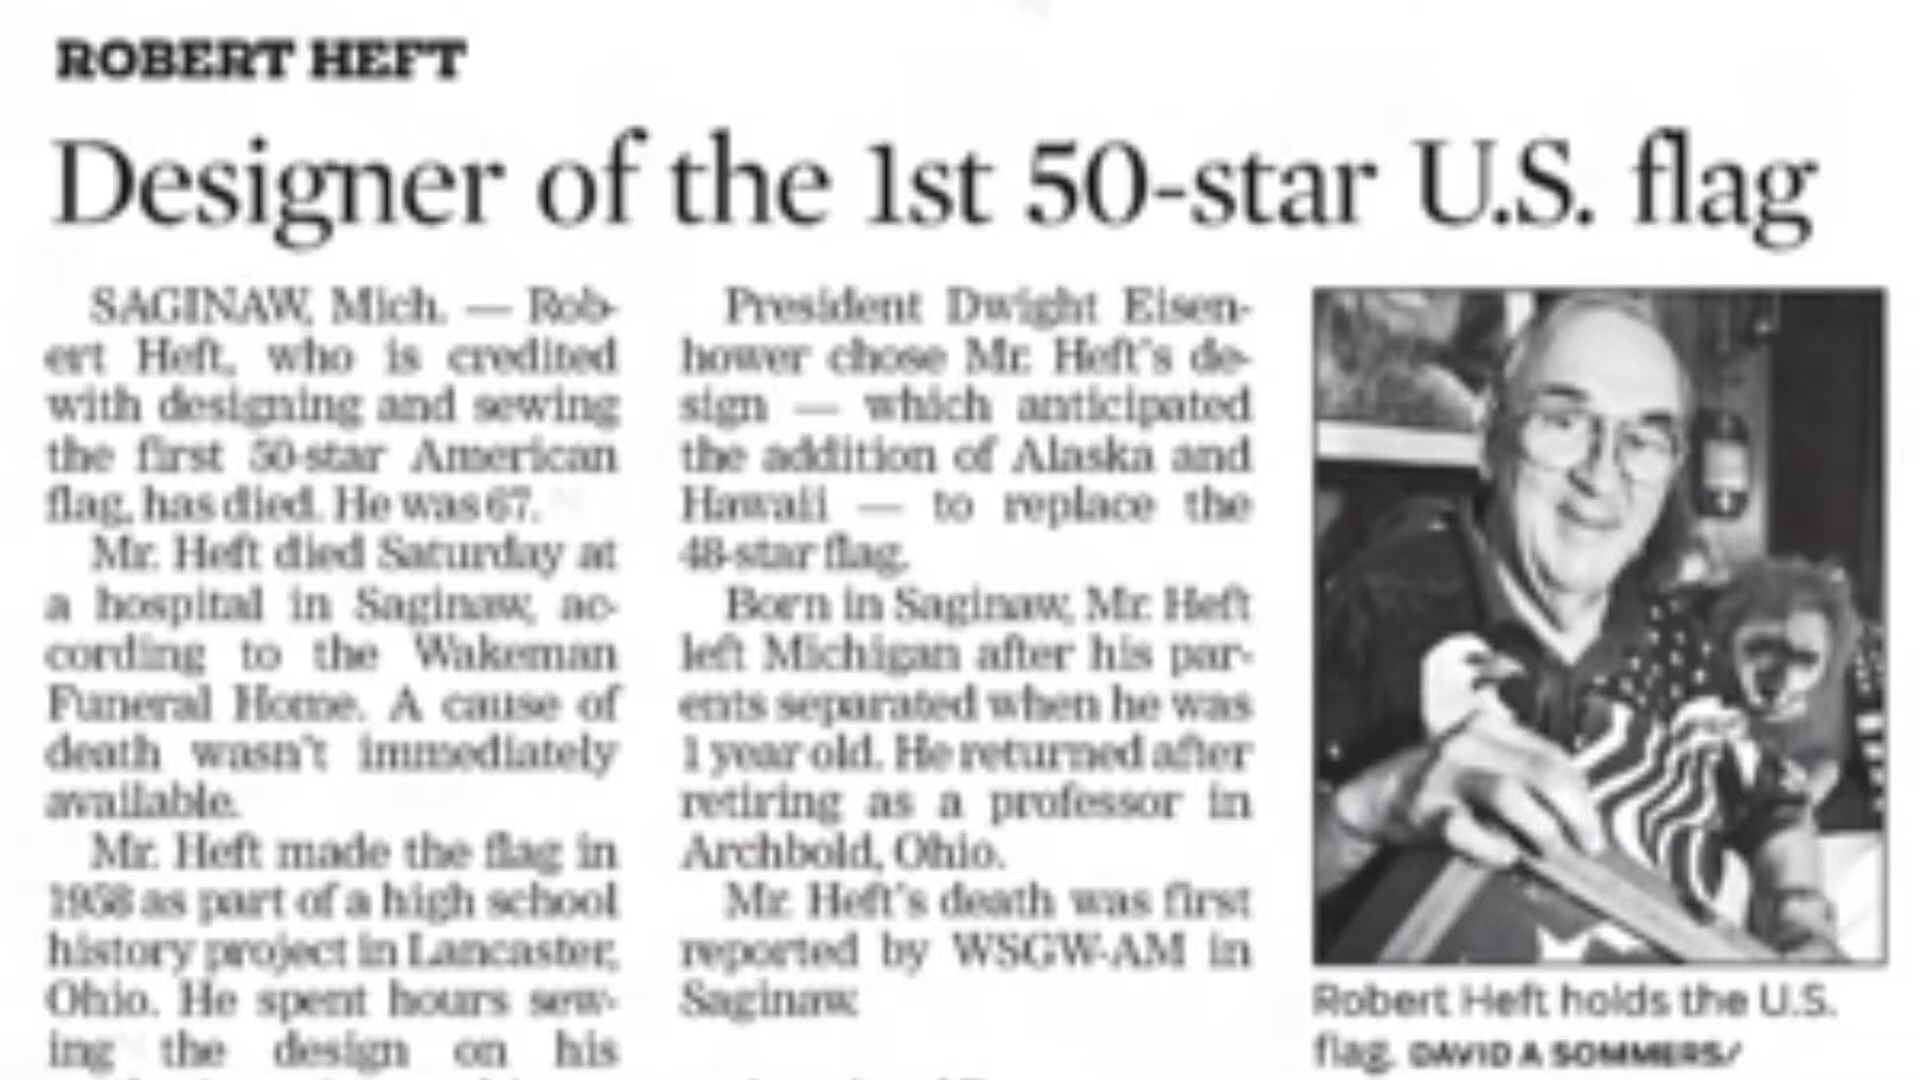 ROBERT HEFT
Designer of the 1st 50-star U.S. flag
SAGINAW, Mich. — Rob-
ert Heft, who is credited
with designing and sewing
the first 50-star American
flag, has died. He was 67.
Mr. Heft died Saturday at
a hospital in Saginaw, ac-
cording to the Wakeman
Funeral Home. A cause of
death wasn't immediately
available.
Mr. Heft made the flag in
1958 as part of a high school
history project in Lancaster,
Ohio. He spent hours sew-
ing the design on his
President Dwight Eisen-
hower chose Mr. Heft's de-
sign — which anticipated
the addition of Alaska and
Hawaii — to replace the
48-star flag.
Born in Saginaw, Mr. Heft
left Michigan after his par-
ents separated when he was
1 year old. He returned after
retiring as a professor in
Archbold, Ohio.
Mr. Heft's death was first
reported by WSGW-AM in
Saginaw.
Robert Heft holds the U.S.
flag. DAVID A SOMMERS/